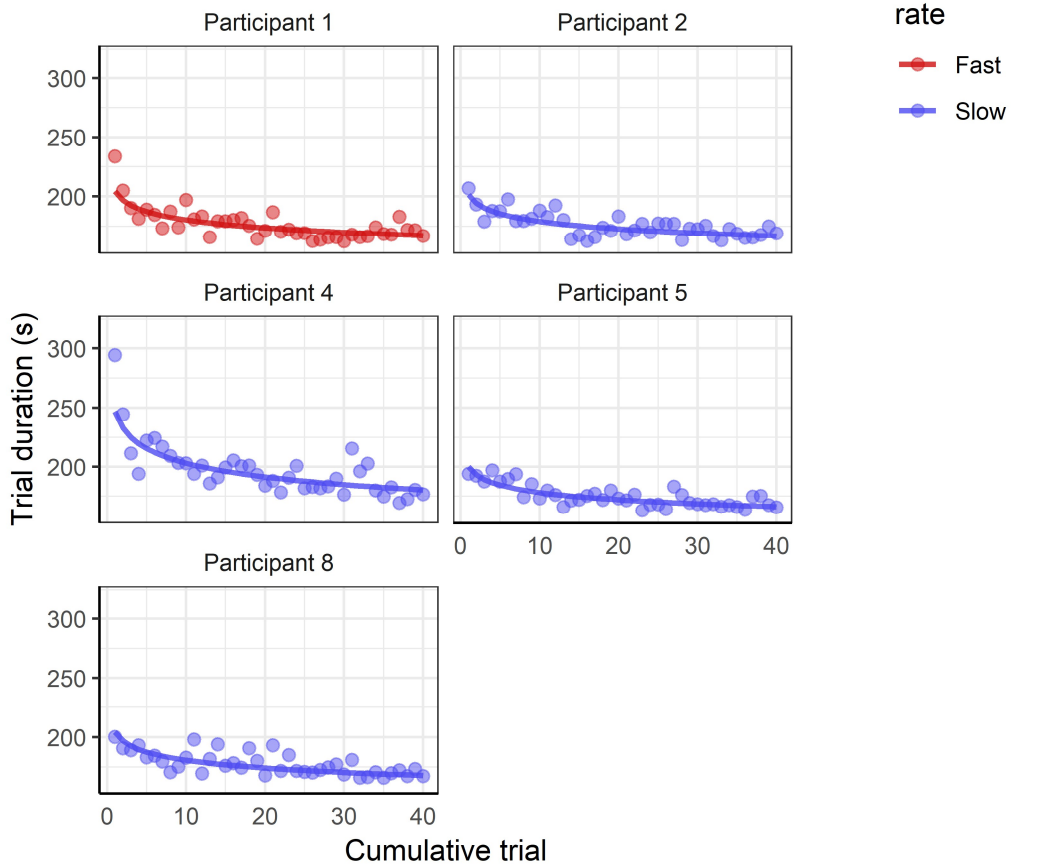 rate
Fast
Slow
Participant 1
Participant 2
300
250
200
Participant 4
Participant 5
Trial duration (s)
300
250
200
0 10 20 30 40
Participant 8
300
250
200
0 10 20 30 40
Cumulative trial